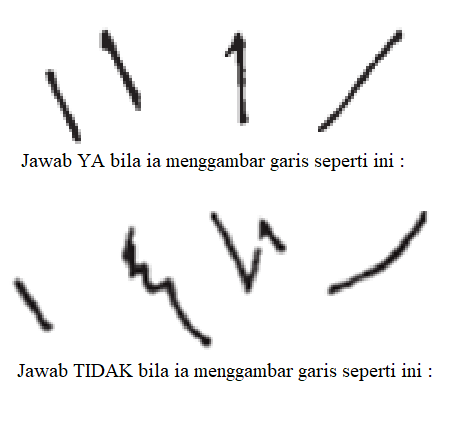 Jawab YA bila ia menggambar garis seperti ini :
Jawab TIDAK bila ia menggambar garis seperti ini :